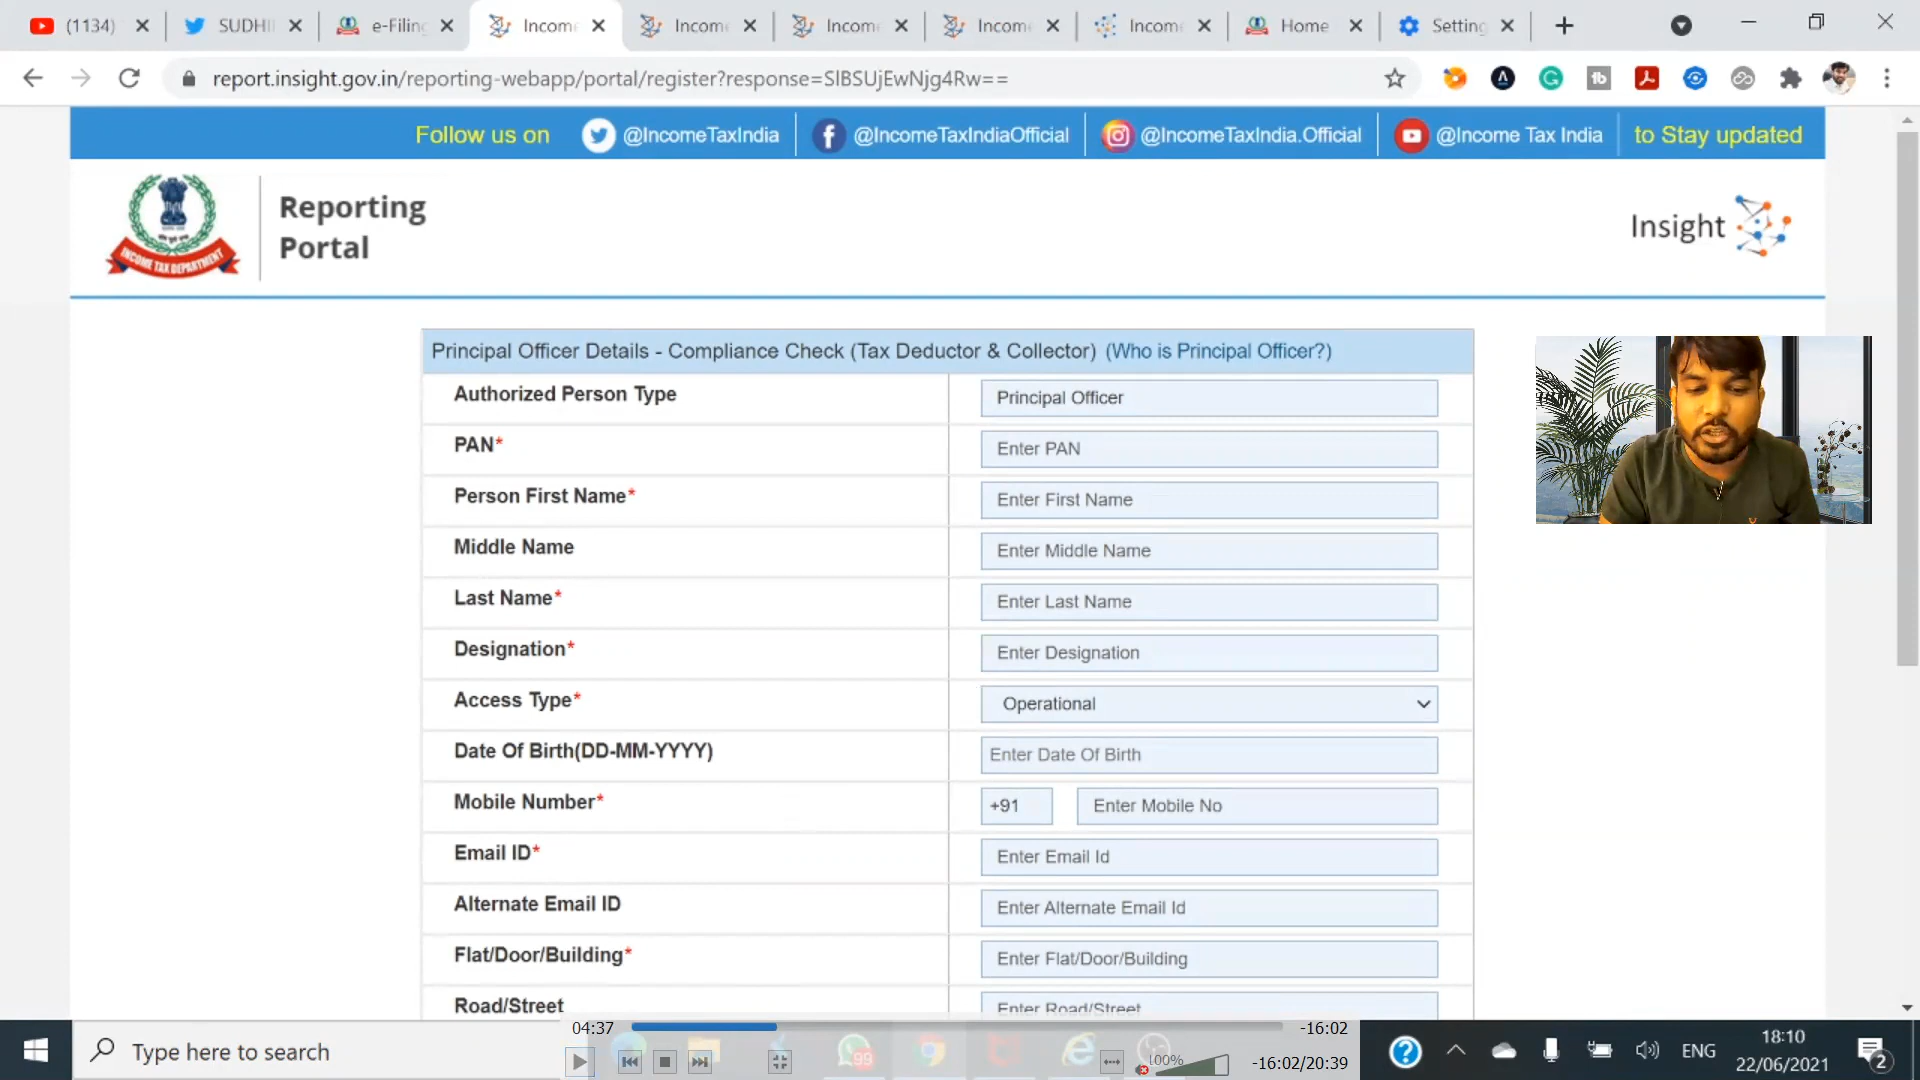 (1134)
SUDHI
e-Filing
Income
Income
Income
Income
Income
Home
Setting
report.insight.gov.in/reporting-webapp/portal/register?response=SlBSUjEwNjg4Rw==
Follow us on @IncomeTaxIndia @IncomeTaxIndiaOfficial @IncomeTaxIndia.Official @Income Tax India to Stay updated
INCOME TAX DEPARTMENT
Reporting
Portal
Insight
Principal Officer Details - Compliance Check (Tax Deductor & Collector) (Who is Principal Officer?)
Authorized Person Type Principal Officer
PAN* Enter PAN
Person First Name* Enter First Name
Middle Name Enter Middle Name
Last Name* Enter Last Name
Designation* Enter Designation
Access Type* Operational
Date Of Birth(DD-MM-YYYY) Enter Date Of Birth
Mobile Number* +91 Enter Mobile No
Email ID* Enter Email Id
Alternate Email ID Enter Alternate Email Id
Flat/Door/Building* Enter Flat/Door/Building
Road/Street Enter Road/Street
04:37 -16:02
Type here to search
99
100%
-16:02/20:39
ENG
18:10
22/06/2021
2